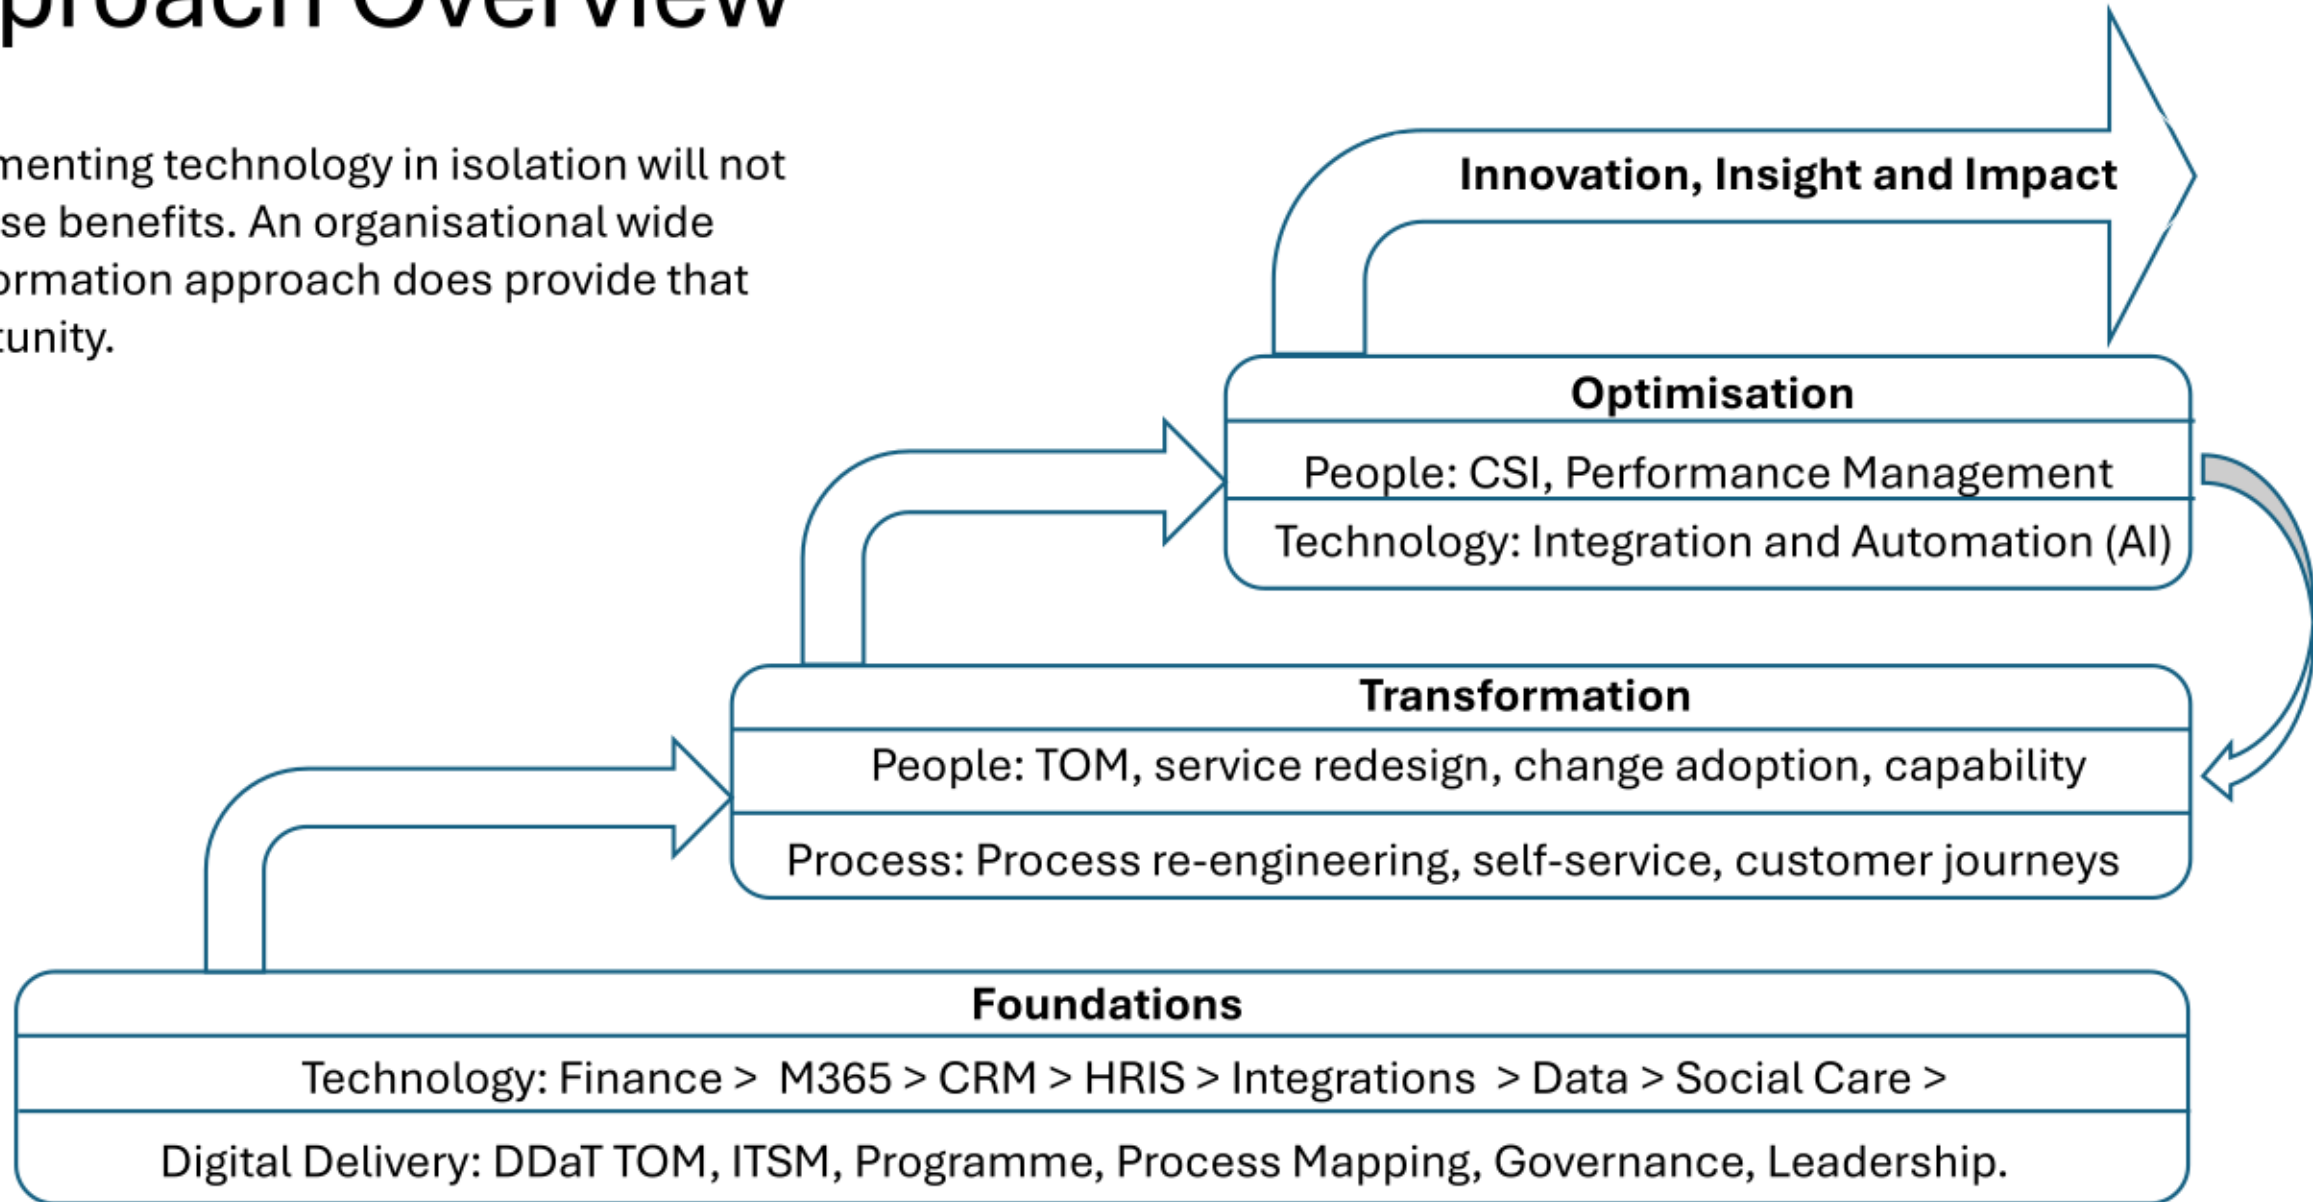 proach Overview
menting technology in isolation will not
se benefits. An organisational wide
ormation approach does provide that
tunity.
Innovation, Insight and Impact
Optimisation
People: CSI, Performance Management
Technology: Integration and Automation (AI)
Transformation
People: TOM, service redesign, change adoption, capability
Process: Process re-engineering, self-service, customer journeys
Foundations
Technology: Finance >  M365 > CRM > HRIS > Integrations  > Data > Social Care >
Digital Delivery: DDaT TOM, ITSM, Programme, Process Mapping, Governance, Leadership.